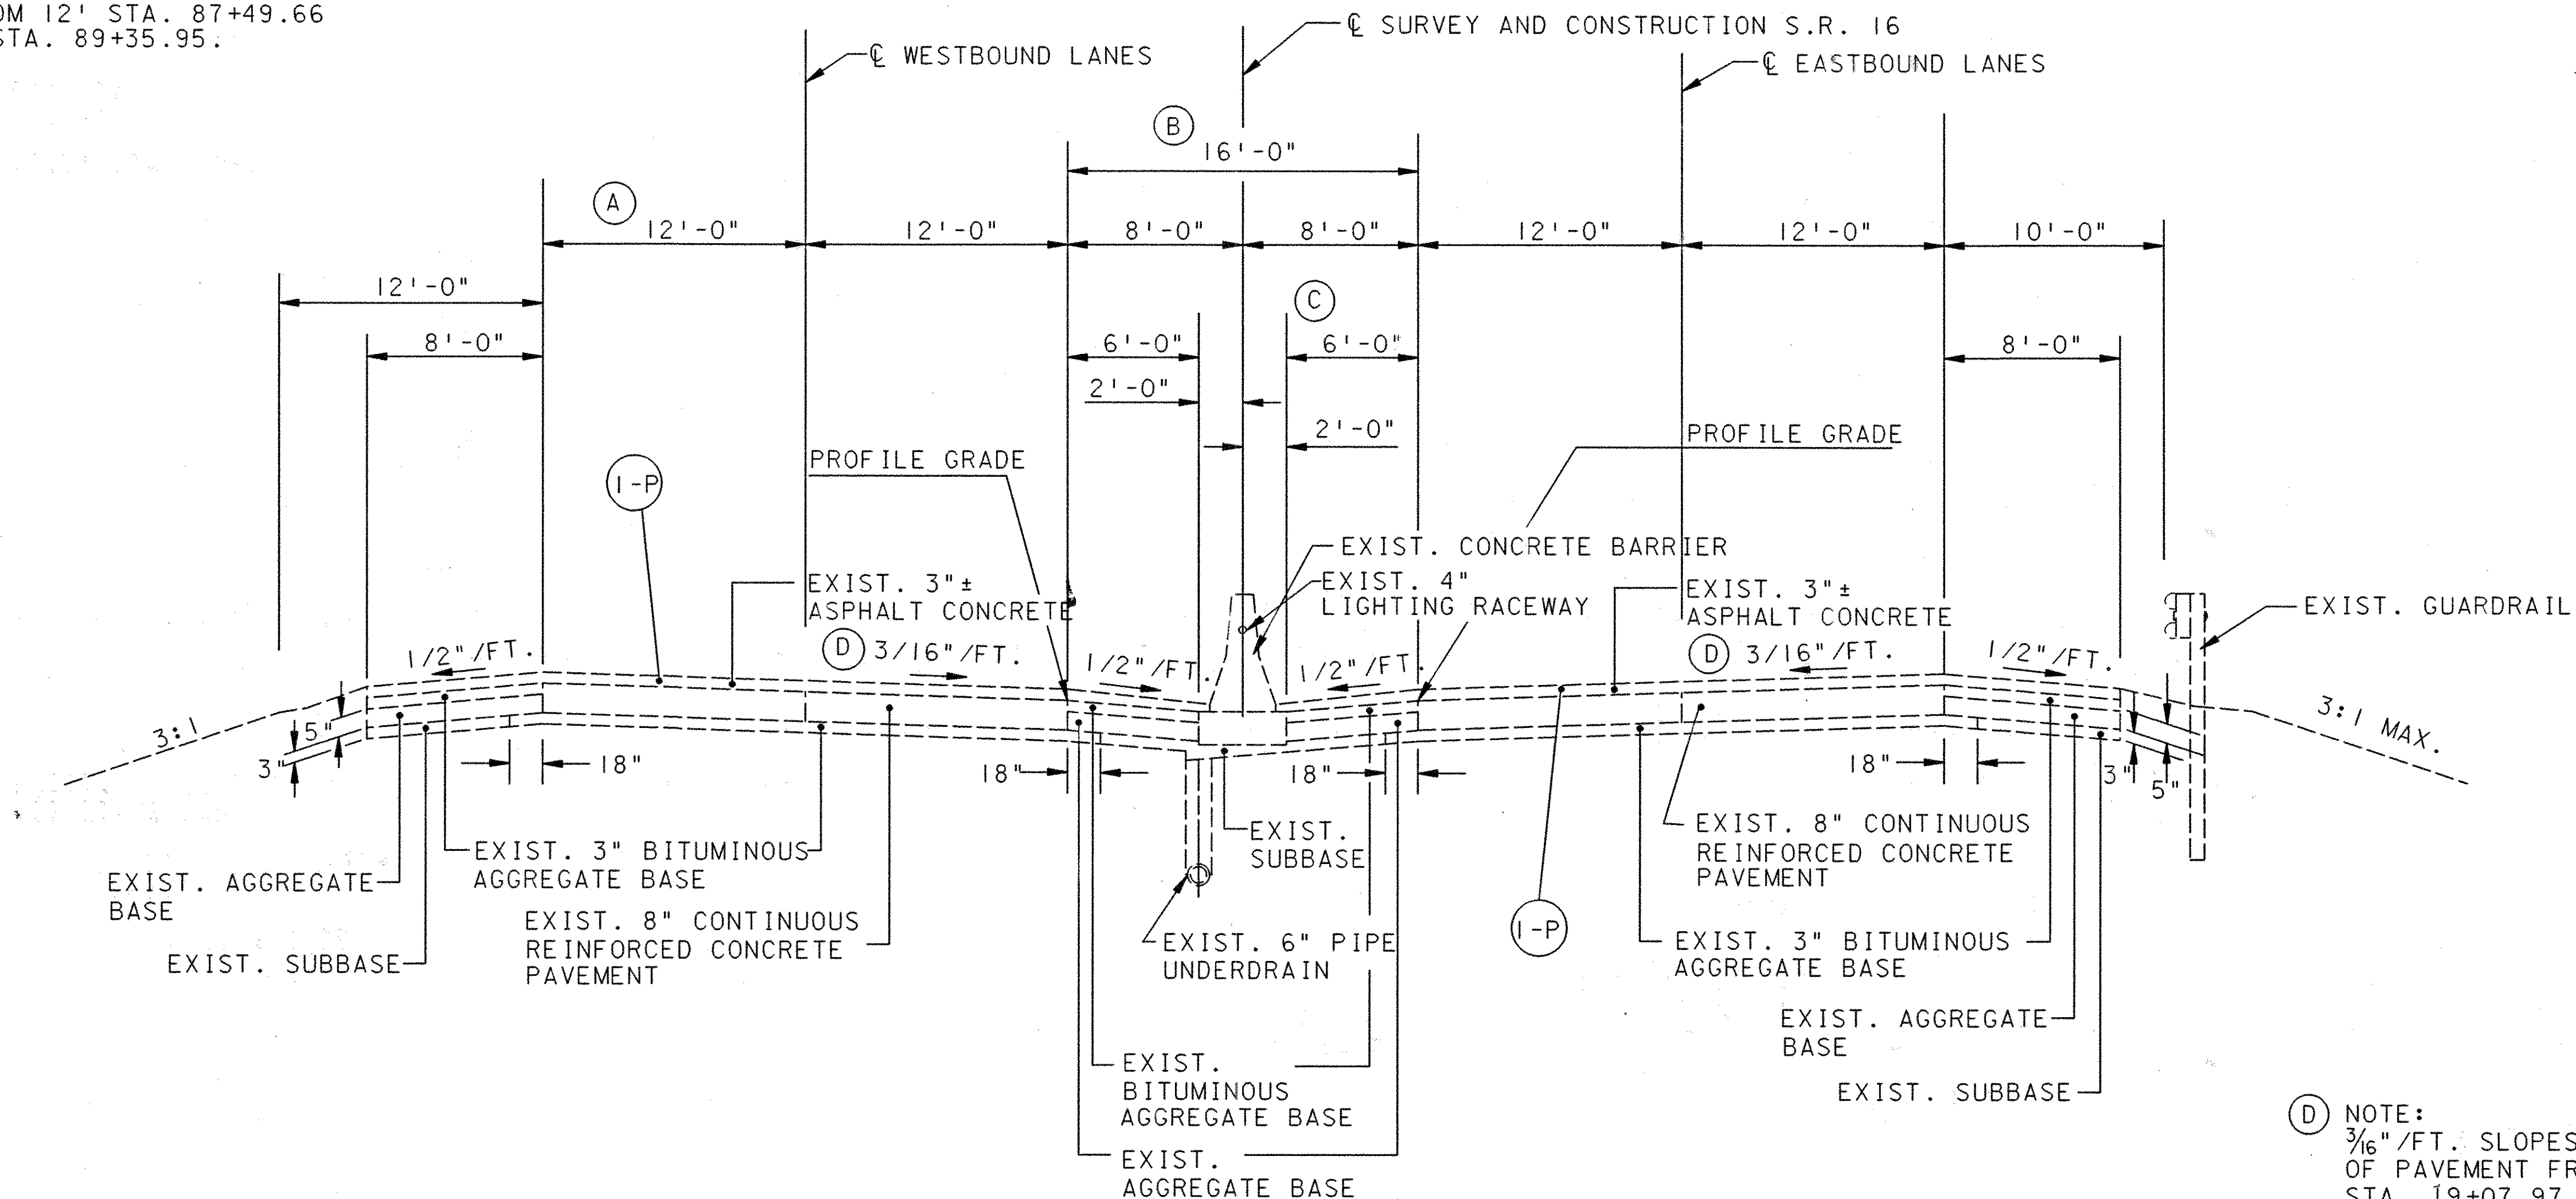 12' STA. 87+49.66
STA. 89+35.95.
℄ SURVEY AND CONSTRUCTION S.R. 16
℄ WESTBOUND LANES
℄ EASTBOUND LANES
B
16'-0"
A
12'-0"
12'-0"
8'-0"
8'-0"
12'-0"
12'-0"
10'-0"
12'-0"
C
8'-0"
6'-0"
6'-0"
8'-0"
2'-0"
2'-0"
PROFILE GRADE
PROFILE GRADE
1-P
EXIST. CONCRETE BARRIER
EXIST. 4"
LIGHTING RACEWAY
EXIST. 3"±
ASPHALT CONCRETE
EXIST. 3"±
ASPHALT CONCRETE
EXIST. GUARDRAIL
1/2"/FT.
D 3/16"/FT.
1/2"/FT.
1/2"/FT.
D 3/16"/FT.
1/2"/FT.
3:1
5"
3"
18"
18"
18"
18"
3"
5"
3:1 MAX.
EXIST. 3" BITUMINOUS
AGGREGATE BASE
EXIST. AGGREGATE
BASE
EXIST. 8" CONTINUOUS
REINFORCED CONCRETE
PAVEMENT
EXIST. SUBBASE
EXIST.
SUBBASE
EXIST. 6" PIPE
UNDERDRAIN
EXIST. 8" CONTINUOUS
REINFORCED CONCRETE
PAVEMENT
1-P
EXIST. 3" BITUMINOUS
AGGREGATE BASE
EXIST. AGGREGATE
BASE
EXIST. SUBBASE
EXIST.
BITUMINOUS
AGGREGATE BASE
EXIST.
AGGREGATE BASE
D NOTE:
3/16"/FT. SLOPES
OF PAVEMENT
STA. 19+07.97